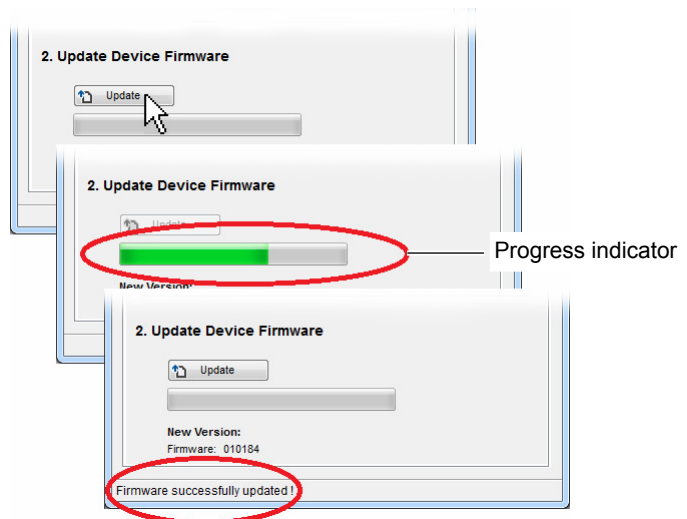 2. Update Device Firmware
Update
2. Update Device Firmware
Update
Progress indicator
New Version:
2. Update Device Firmware
Update
New Version:
Firmware: 010184
Firmware successfully updated !